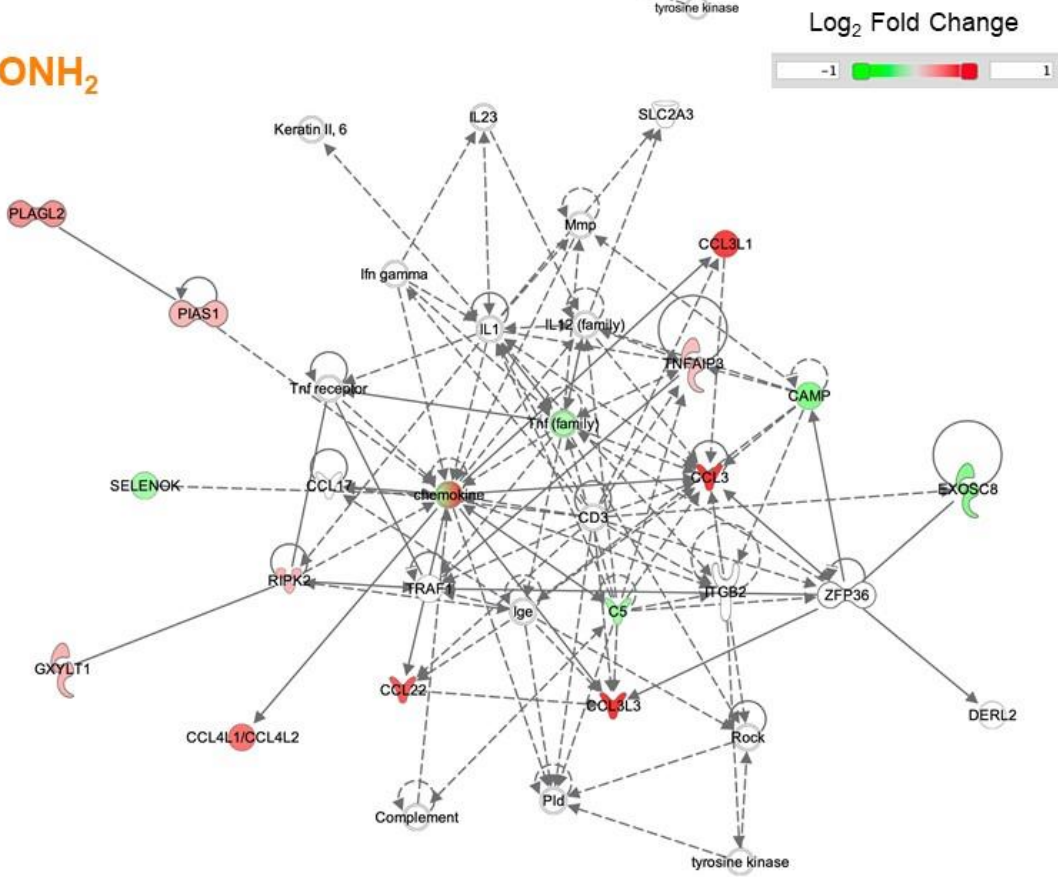 tyrosine kinase
Log₂ Fold Change
-1 1
ONH₂
IL23
SLC2A3
Keratin II, 6
PLAGL2
Mmp
CCL3L1
Ifn gamma
PIAS1
IL1
IL12 (family)
TNFAIP3
Tnf receptor
CAMP
Tnf (family)
CCL3
SELENOK
CCL17
chemokine
EXOSC8
CD3
RIPK2
TRAF1
ITGB2
ZFP36
Ige
C5
GXYLT1
CCL22
CCL3L3
DERL2
CCL4L1/CCL4L2
Rock
Pld
Complement
tyrosine kinase